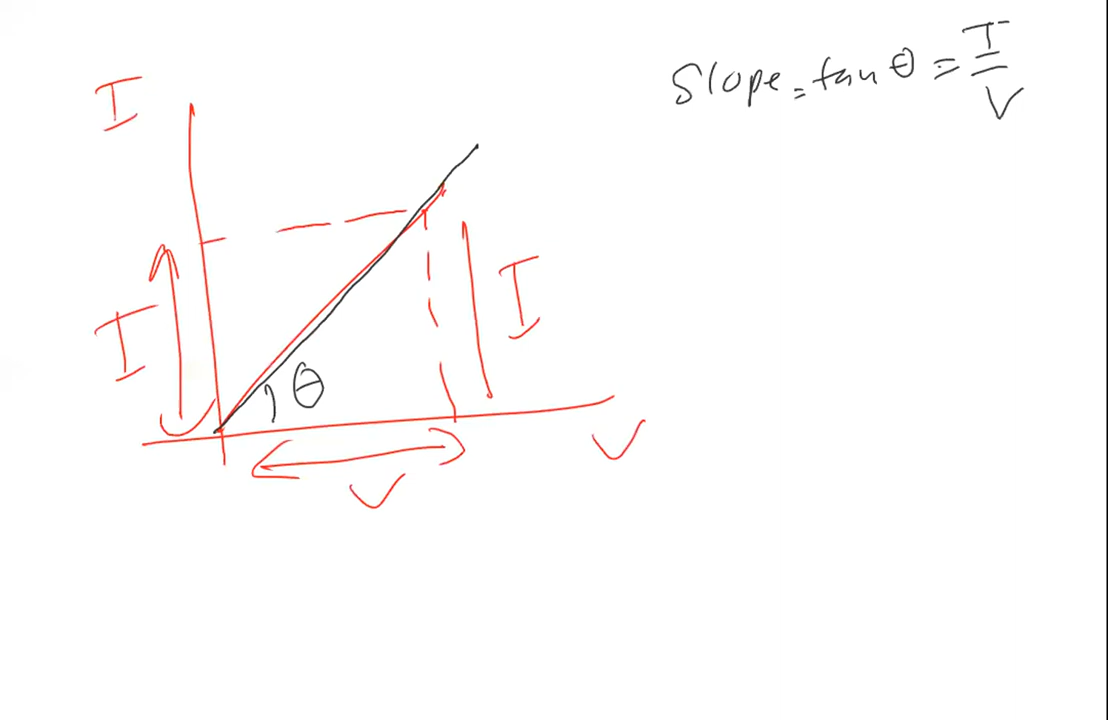 Slope = tan θ = I/V
I
I
I
θ
V
V